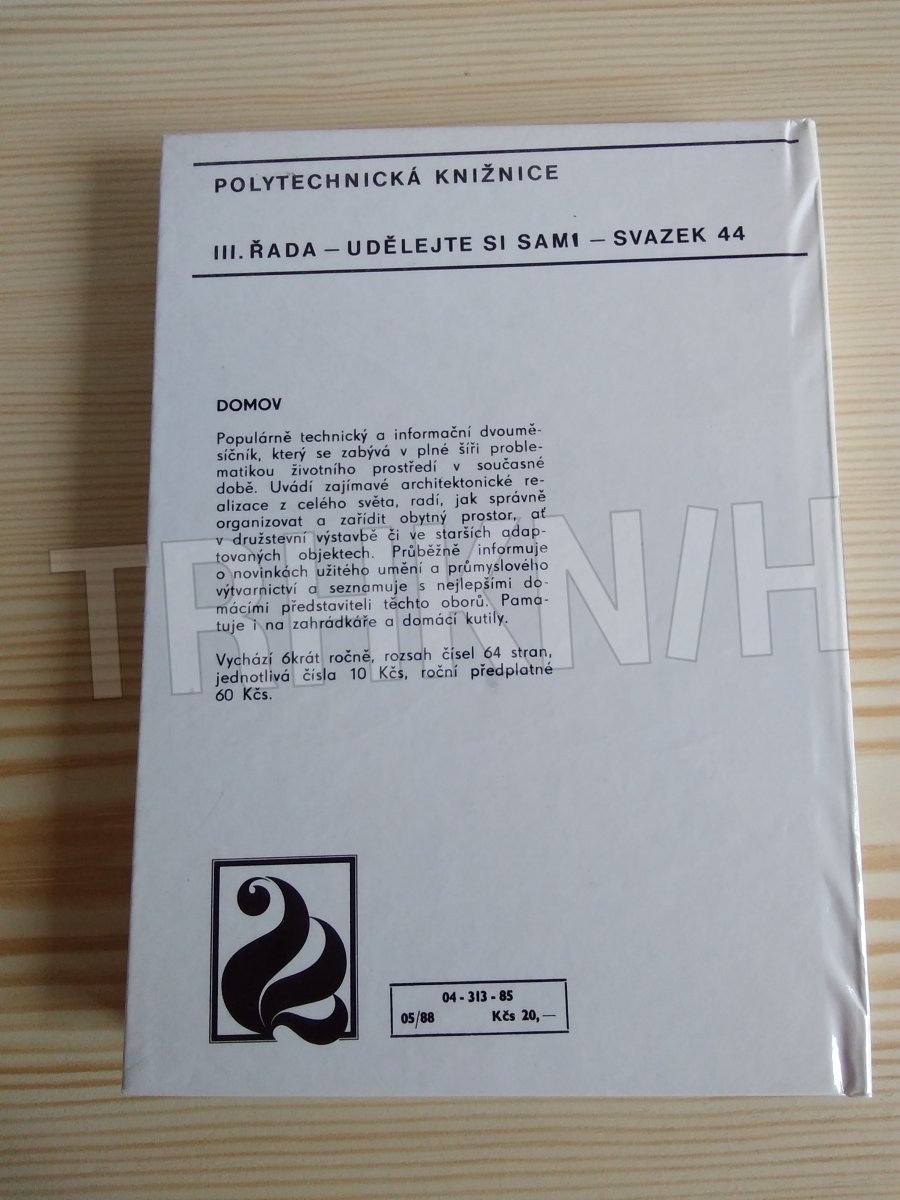 POLYTECHNICKÁ KNIŽNICE
III. ŘADA – UDĚLEJTE SI SAMI – SVAZEK 44
DOMOV
Populárně technický a informační dvoumě-
síčník, který se zabývá v plné šíři proble-
matikou životního prostředí v současné
době. Uvádí zajímavé architektonické re-
alizace z celého světa, radí, jak správně
organizovat a zařídit obytný prostor, ať
v družstevní výstavbě či ve starších adap-
tovaných objektech. Průběžně informuje
o novinkách užitého umění a průmyslového
výtvarnictví a seznamuje s nejlepšími do-
mácími představiteli těchto oborů. Pama-
tuje i na zahrádkáře a domácí kutily.
Vychází 6krát ročně, rozsah čísel 64 stran,
jednotlivá čísla 10 Kčs, roční předplatné
60 Kčs.
04 - 313 - 85
05/88 Kčs 20,—